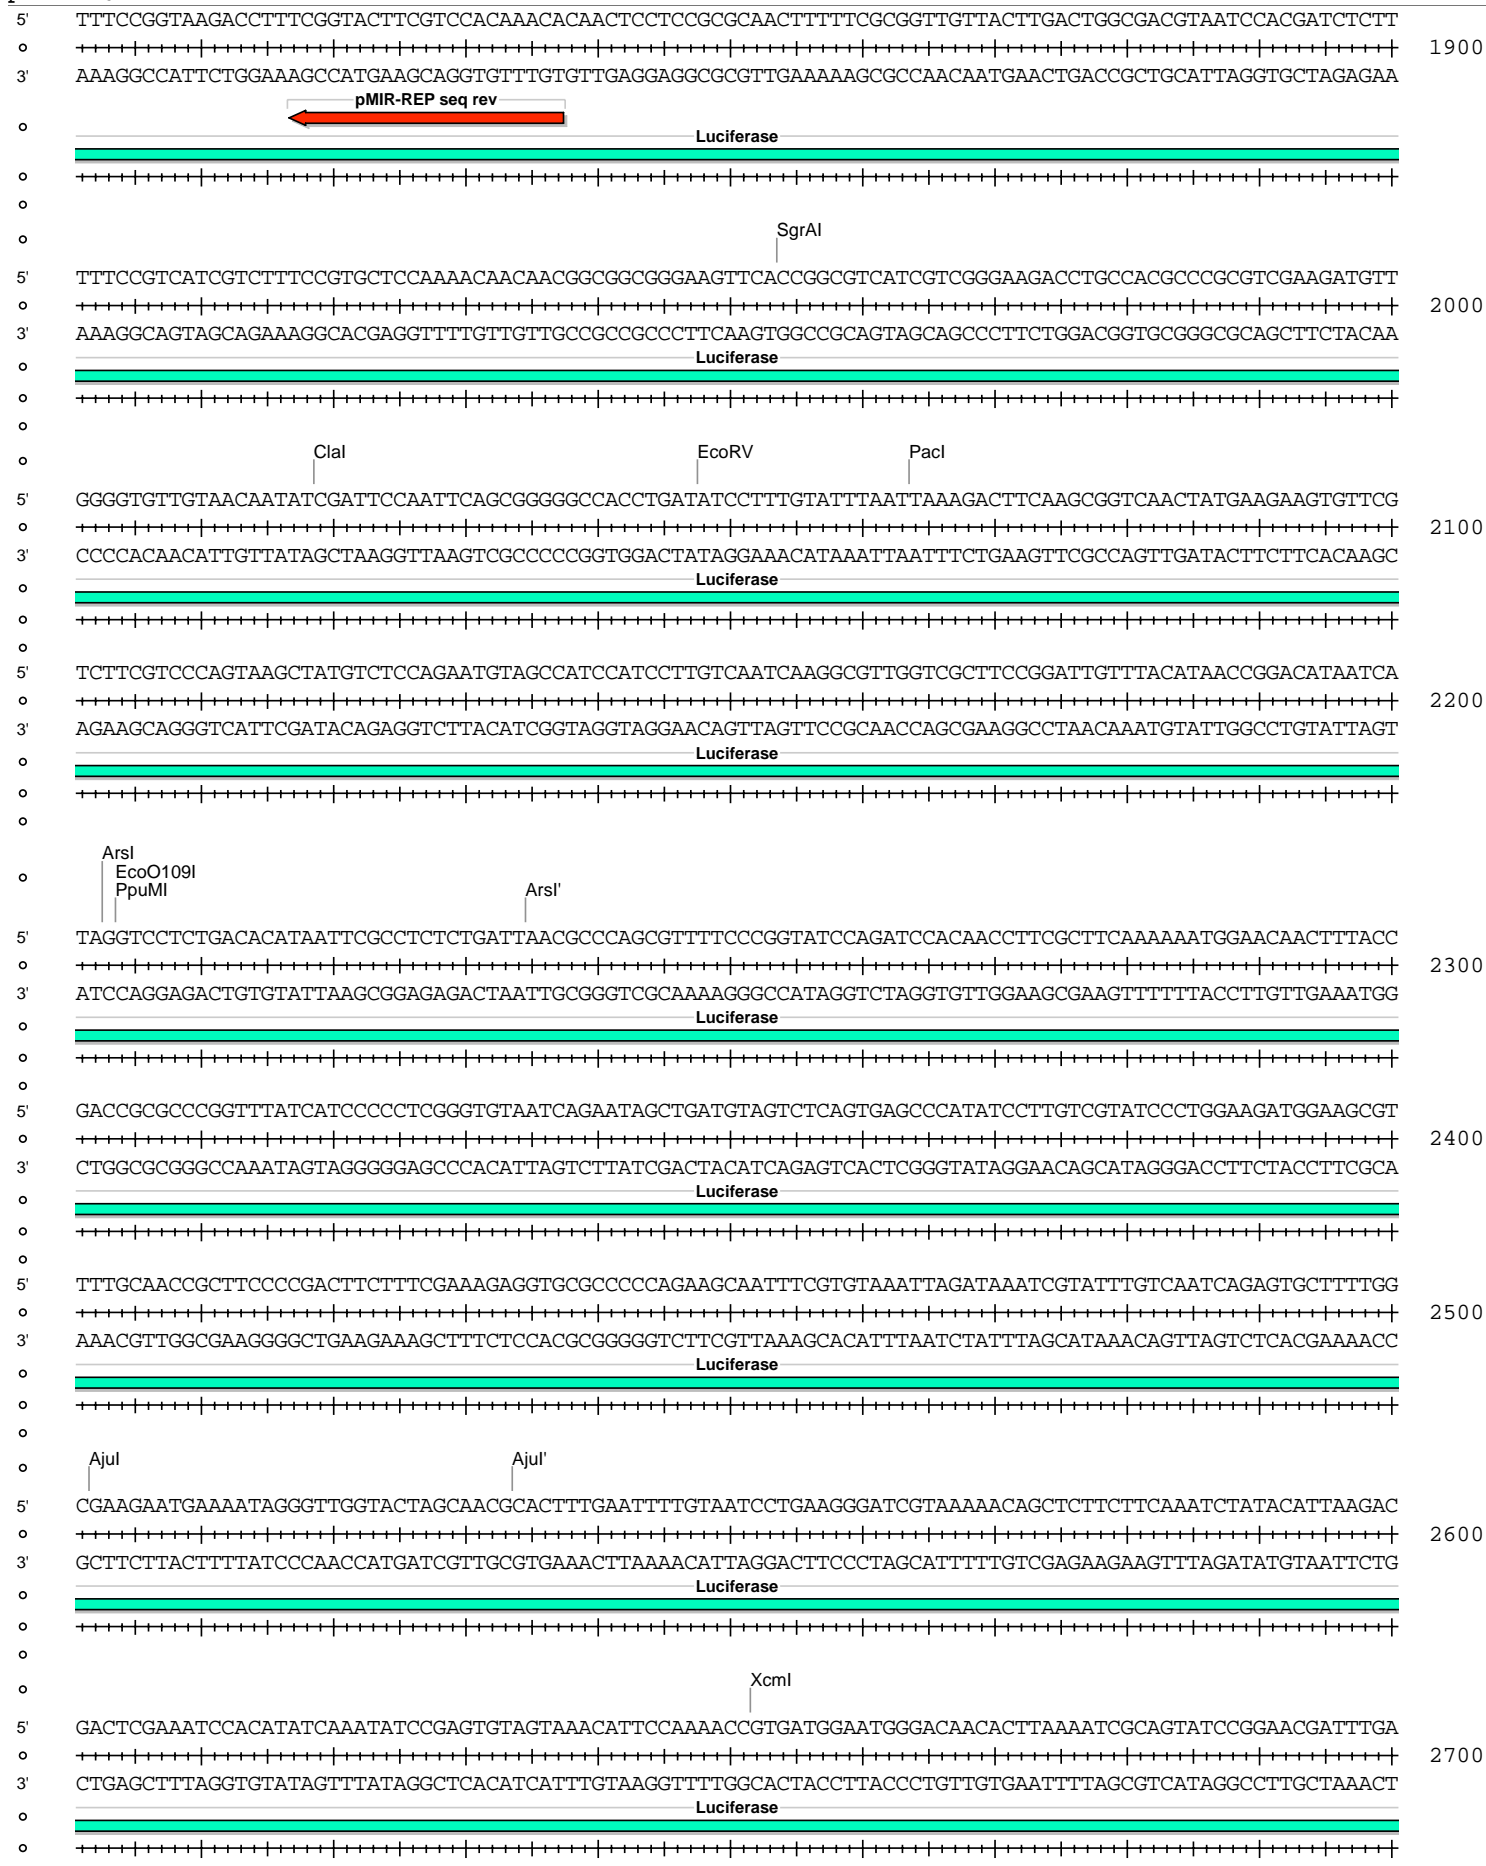 5' TTTCCGGTAAGACCTTTCGGTACTTCGTCCACAAACACAACTCCTCCGCGCAACTTTTTCGCGGTTGTTACTTGACTGGCGACGTAATCCACGATCTCTT
1900
3' AAAGGCCATTCTGGAAAGCCATGAAGCAGGTGTTTGTGTTGAGGAGGCGCGTTGAAAAAGCGCCAACAATGAACTGACCGCTGCATTAGGTGCTAGAGAA
pMIR-REP seq rev
Luciferase
SgrAI
5' TTTCCGTCATCGTCTTTCCGTGCTCCAAAACAACAACGGCGGCGGGAAGTTCACCGGCGTCATCGTCGGGAAGACCTGCCACGCCCGCGTCGAAGATGTT
2000
3' AAAGGCAGTAGCAGAAAGGCACGAGGTTTTGTTGTTGCCGCCGCCCTTCAAGTGGCCGCAGTAGCAGCCCTTCTGGACGGTGCGGGCGCAGCTTCTACAA
Luciferase
ClaI EcoRV PacI
5' GGGGTGTTGTAACAATATCGATTCCAATTCAGCGGGGGCCACCTGATATCCTTTGTATTTAATTAAAGACTTCAAGCGGTCAACTATGAAGAAGTGTTCG
2100
3' CCCCACAACATTGTTATAGCTAAGGTTAAGTCGCCCCCGGTGGACTATAGGAAACATAAATTAATTTCTGAAGTTCGCCAGTTGATACTTCTTCACAAGC
Luciferase
5' TCTTCGTCCCAGTAAGCTATGTCTCCAGAATGTAGCCATCCATCCTTGTCAATCAAGGCGTTGGTCGCTTCCGGATTGTTTACATAACCGGACATAATCA
2200
3' AGAAGCAGGGTCATTCGATACAGAGGTCTTACATCGGTAGGTAGGAACAGTTAGTTCCGCAACCAGCGAAGGCCTAACAAATGTATTGGCCTGTATTAGT
Luciferase
ArsI
EcoO109I
PpuMI ArsI'
5' TAGGTCCTCTGACACATAATTCGCCTCTCTGATTAACGCCCAGCGTTTTCCCGGTATCCAGATCCACAACCTTCGCTTCAAAAAATGGAACAACTTTACC
2300
3' ATCCAGGAGACTGTGTATTAAGCGGAGAGACTAATTGCGGGTCGCAAAAGGGCCATAGGTCTAGGTGTTGGAAGCGAAGTTTTTTACCTTGTTGAAATGG
Luciferase
5' GACCGCGCCCGGTTTATCATCCCCCTCGGGTGTAATCAGAATAGCTGATGTAGTCTCAGTGAGCCCATATCCTTGTCGTATCCCTGGAAGATGGAAGCGT
2400
3' CTGGCGCGGGCCAAATAGTAGGGGGAGCCCACATTAGTCTTATCGACTACATCAGAGTCACTCGGGTATAGGAACAGCATAGGGACCTTCTACCTTCGCA
Luciferase
5' TTTGCAACCGCTTCCCCGACTTCTTTCGAAAGAGGTGCGCCCCCAGAAGCAATTTCGTGTAAATTAGATAAATCGTATTTGTCAATCAGAGTGCTTTTGG
2500
3' AAACGTTGGCGAAGGGGCTGAAGAAAGCTTTCTCCACGCGGGGGTCTTCGTTAAAGCACATTTAATCTATTTAGCATAAACAGTTAGTCTCACGAAAACC
Luciferase
AjuI AjuI'
5' CGAAGAATGAAAATAGGGTTGGTACTAGCAACGCACTTTGAATTTTGTAATCCTGAAGGGATCGTAAAAACAGCTCTTCTTCAAATCTATACATTAAGAC
2600
3' GCTTCTTACTTTTATCCCAACCATGATCGTTGCGTGAAACTTAAAACATTAGGACTTCCCTAGCATTTTTGTCGAGAAGAAGTTTAGATATGTAATTCTG
Luciferase
XcmI
5' GACTCGAAATCCACATATCAAATATCCGAGTGTAGTAAACATTCCAAAACCGTGATGGAATGGGACAACACTTAAAATCGCAGTATCCGGAACGATTTGA
2700
3' CTGAGCTTTAGGTGTATAGTTTATAGGCTCACATCATTTGTAAGGTTTTGGCACTACCTTACCCTGTTGTGAATTTTAGCGTCATAGGCCTTGCTAAACT
Luciferase